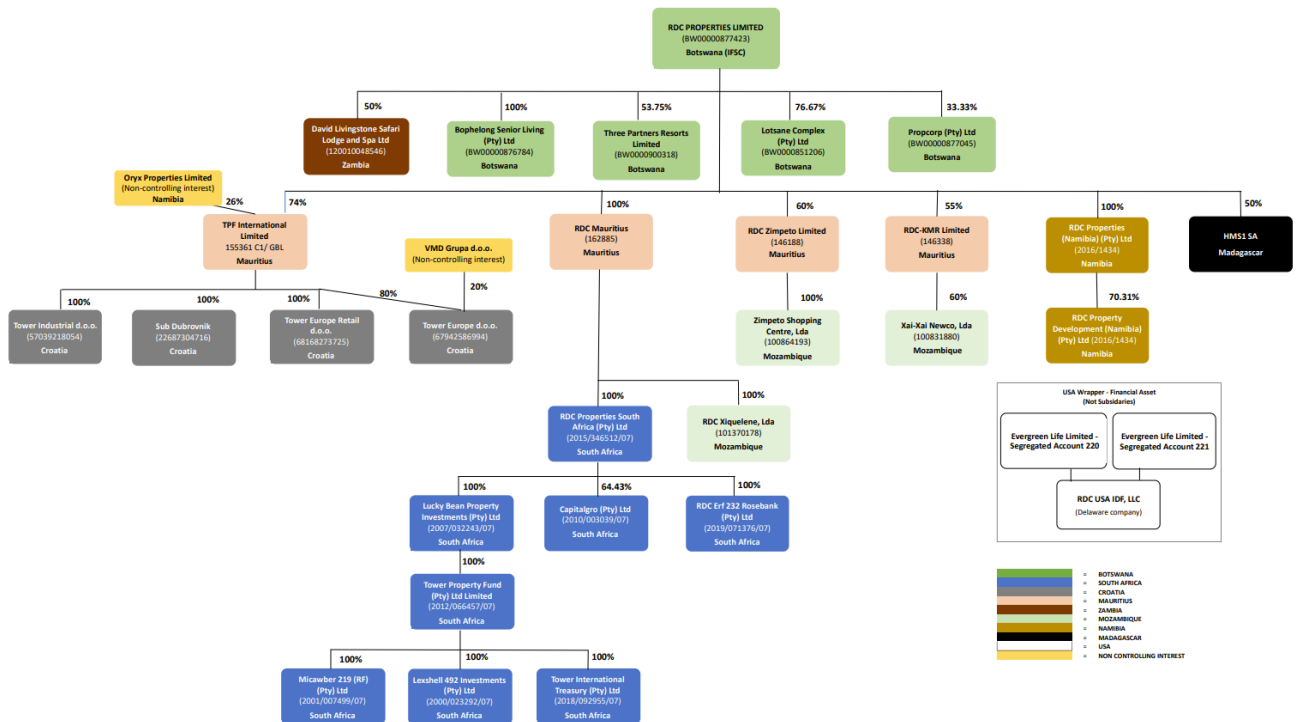 RDC PROPERTIES LIMITED
(BW00000877423)
Botswana (IFSC)
50%
100%
53.75%
76.67%
33.33%
David Livingstone Safari
Lodge and Spa Ltd
(120010048546)
Zambia
Bophelong Senior Living
(Pty) Ltd
(BW00000876784)
Botswana
Three Partners Resorts
Limited
(BW0000900318)
Botswana
Lotsane Complex (Pty)
Ltd
(BW0000851206)
Botswana
Propcorp (Pty) Ltd
(BW00000877045)
Botswana
Oryx Properties Limited
(Non-controlling interest)
Namibia
26%
74%
100%
60%
55%
100%
50%
TPF International
Limited
155361 C1/ GBL
Mauritius
VMD Grupa d.o.o.
(Non-controlling interest)
RDC Mauritius
(162885)
Mauritius
RDC Zimpeto Limited
(146188)
Mauritius
RDC-KMR Limited
(146338)
Mauritius
RDC Properties
(Namibia) (Pty) Ltd
(2016/1434)
Namibia
HMS1 SA
Madagascar
100%
100%
100%
80%
20%
100%
60%
70.31%
Tower Industrial d.o.o.
(57039218054)
Croatia
Sub Dubrovnik
(22687304716)
Croatia
Tower Europe Retail
d.o.o.
(68168273725)
Croatia
Tower Europe d.o.o.
(67942586994)
Croatia
Zimpeto Shopping
Centre, Lda
(100864193)
Mozambique
Xai-Xai Newco, Lda
(100831880)
Mozambique
RDC Property
Development (Namibia)
(Pty) Ltd (2016/1434)
Namibia
100%
100%
RDC Properties South
Africa (Pty) Ltd
(2015/346512/07)
South Africa
RDC Xiquelene, Lda
(101370178)
Mozambique
USA Wrapper - Financial Asset
(Not Subsidaries)
Evergreen Life Limited -
Segregated Account 220
Evergreen Life Limited -
Segregated Account 221
RDC USA IDF, LLC
(Delaware company)
100%
64.43%
100%
Lucky Bean Property
Investments (Pty) Ltd
(2007/032243/07)
South Africa
Capitalgro (Pty) Ltd
(2010/003039/07)
South Africa
RDC Erf 232 Rosebank
(Pty) Ltd
(2019/071376/07)
South Africa
100%
Tower Property Fund
(Pty) Ltd Limited
(2012/066457/07)
South Africa
= BOTSWANA
= SOUTH AFRICA
= CROATIA
= MAURITIUS
= ZAMBIA
= MOZAMBIQUE
= NAMIBIA
= MADAGASCAR
= USA
= NON CONTROLLING INTEREST
100%
100%
100%
Micawber 219 (RF)
(Pty) Ltd
(2001/007499/07)
South Africa
Lexshell 492 Investments
(Pty) Ltd
(2000/023292/07)
South Africa
Tower International
Treasury (Pty) Ltd
(2018/092955/07)
South Africa